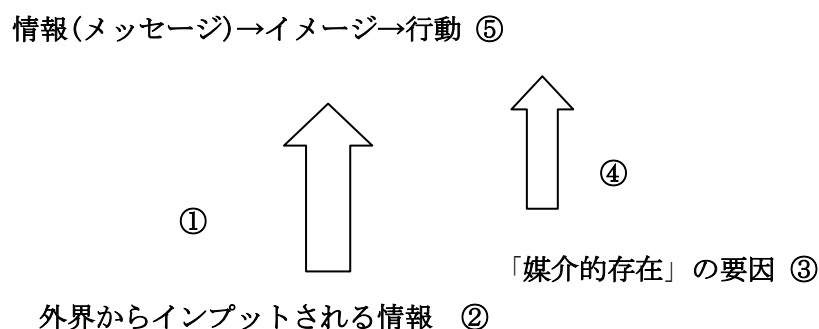 情報(メッセージ)→イメージ→行動 ⑤
④
①
「媒介的存在」の要因 ③
外界からインプットされる情報 ②